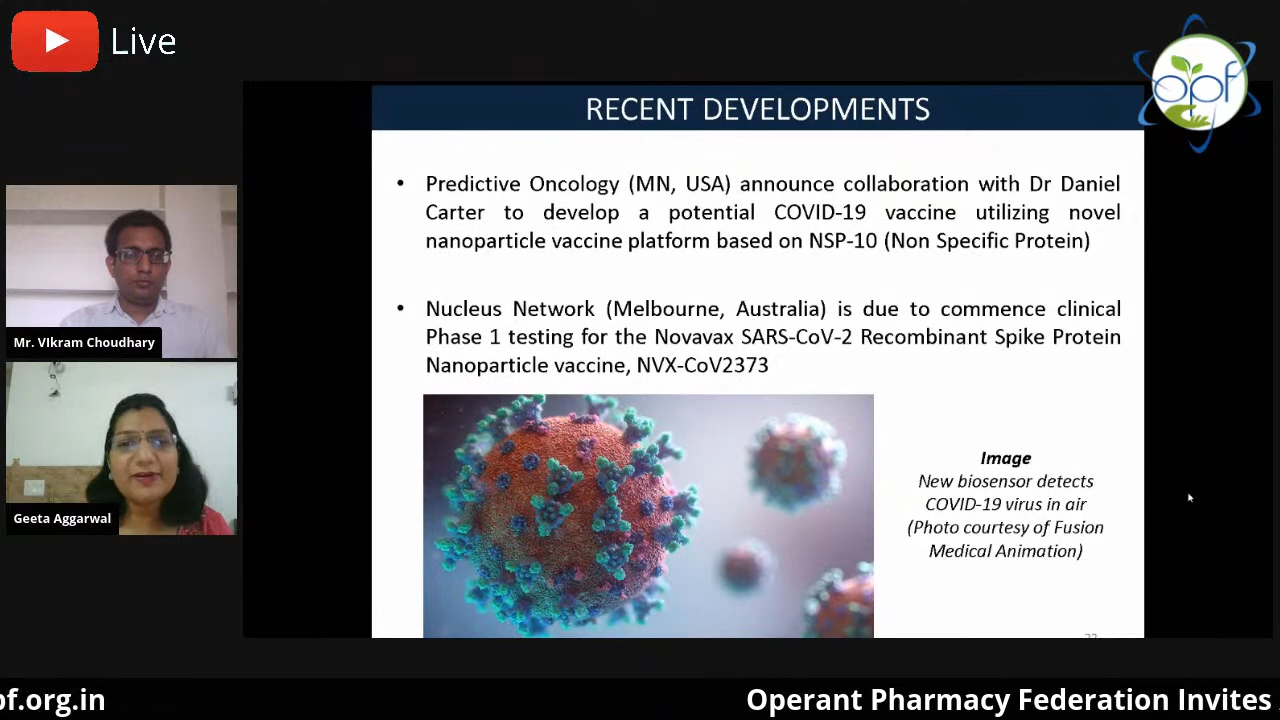 Live
opf
RECENT DEVELOPMENTS
• Predictive Oncology (MN, USA) announce collaboration with Dr Daniel
Carter to develop a potential COVID-19 vaccine utilizing novel
nanoparticle vaccine platform based on NSP-10 (Non Specific Protein)
• Nucleus Network (Melbourne, Australia) is due to commence clinical
Phase 1 testing for the Novavax SARS-CoV-2 Recombinant Spike Protein
Nanoparticle vaccine, NVX-CoV2373
Image
New biosensor detects
COVID-19 virus in air
(Photo courtesy of Fusion
Medical Animation)
Mr. VIkram Choudhary
Geeta Aggarwal
pf.org.in
Operant Pharmacy Federation Invites